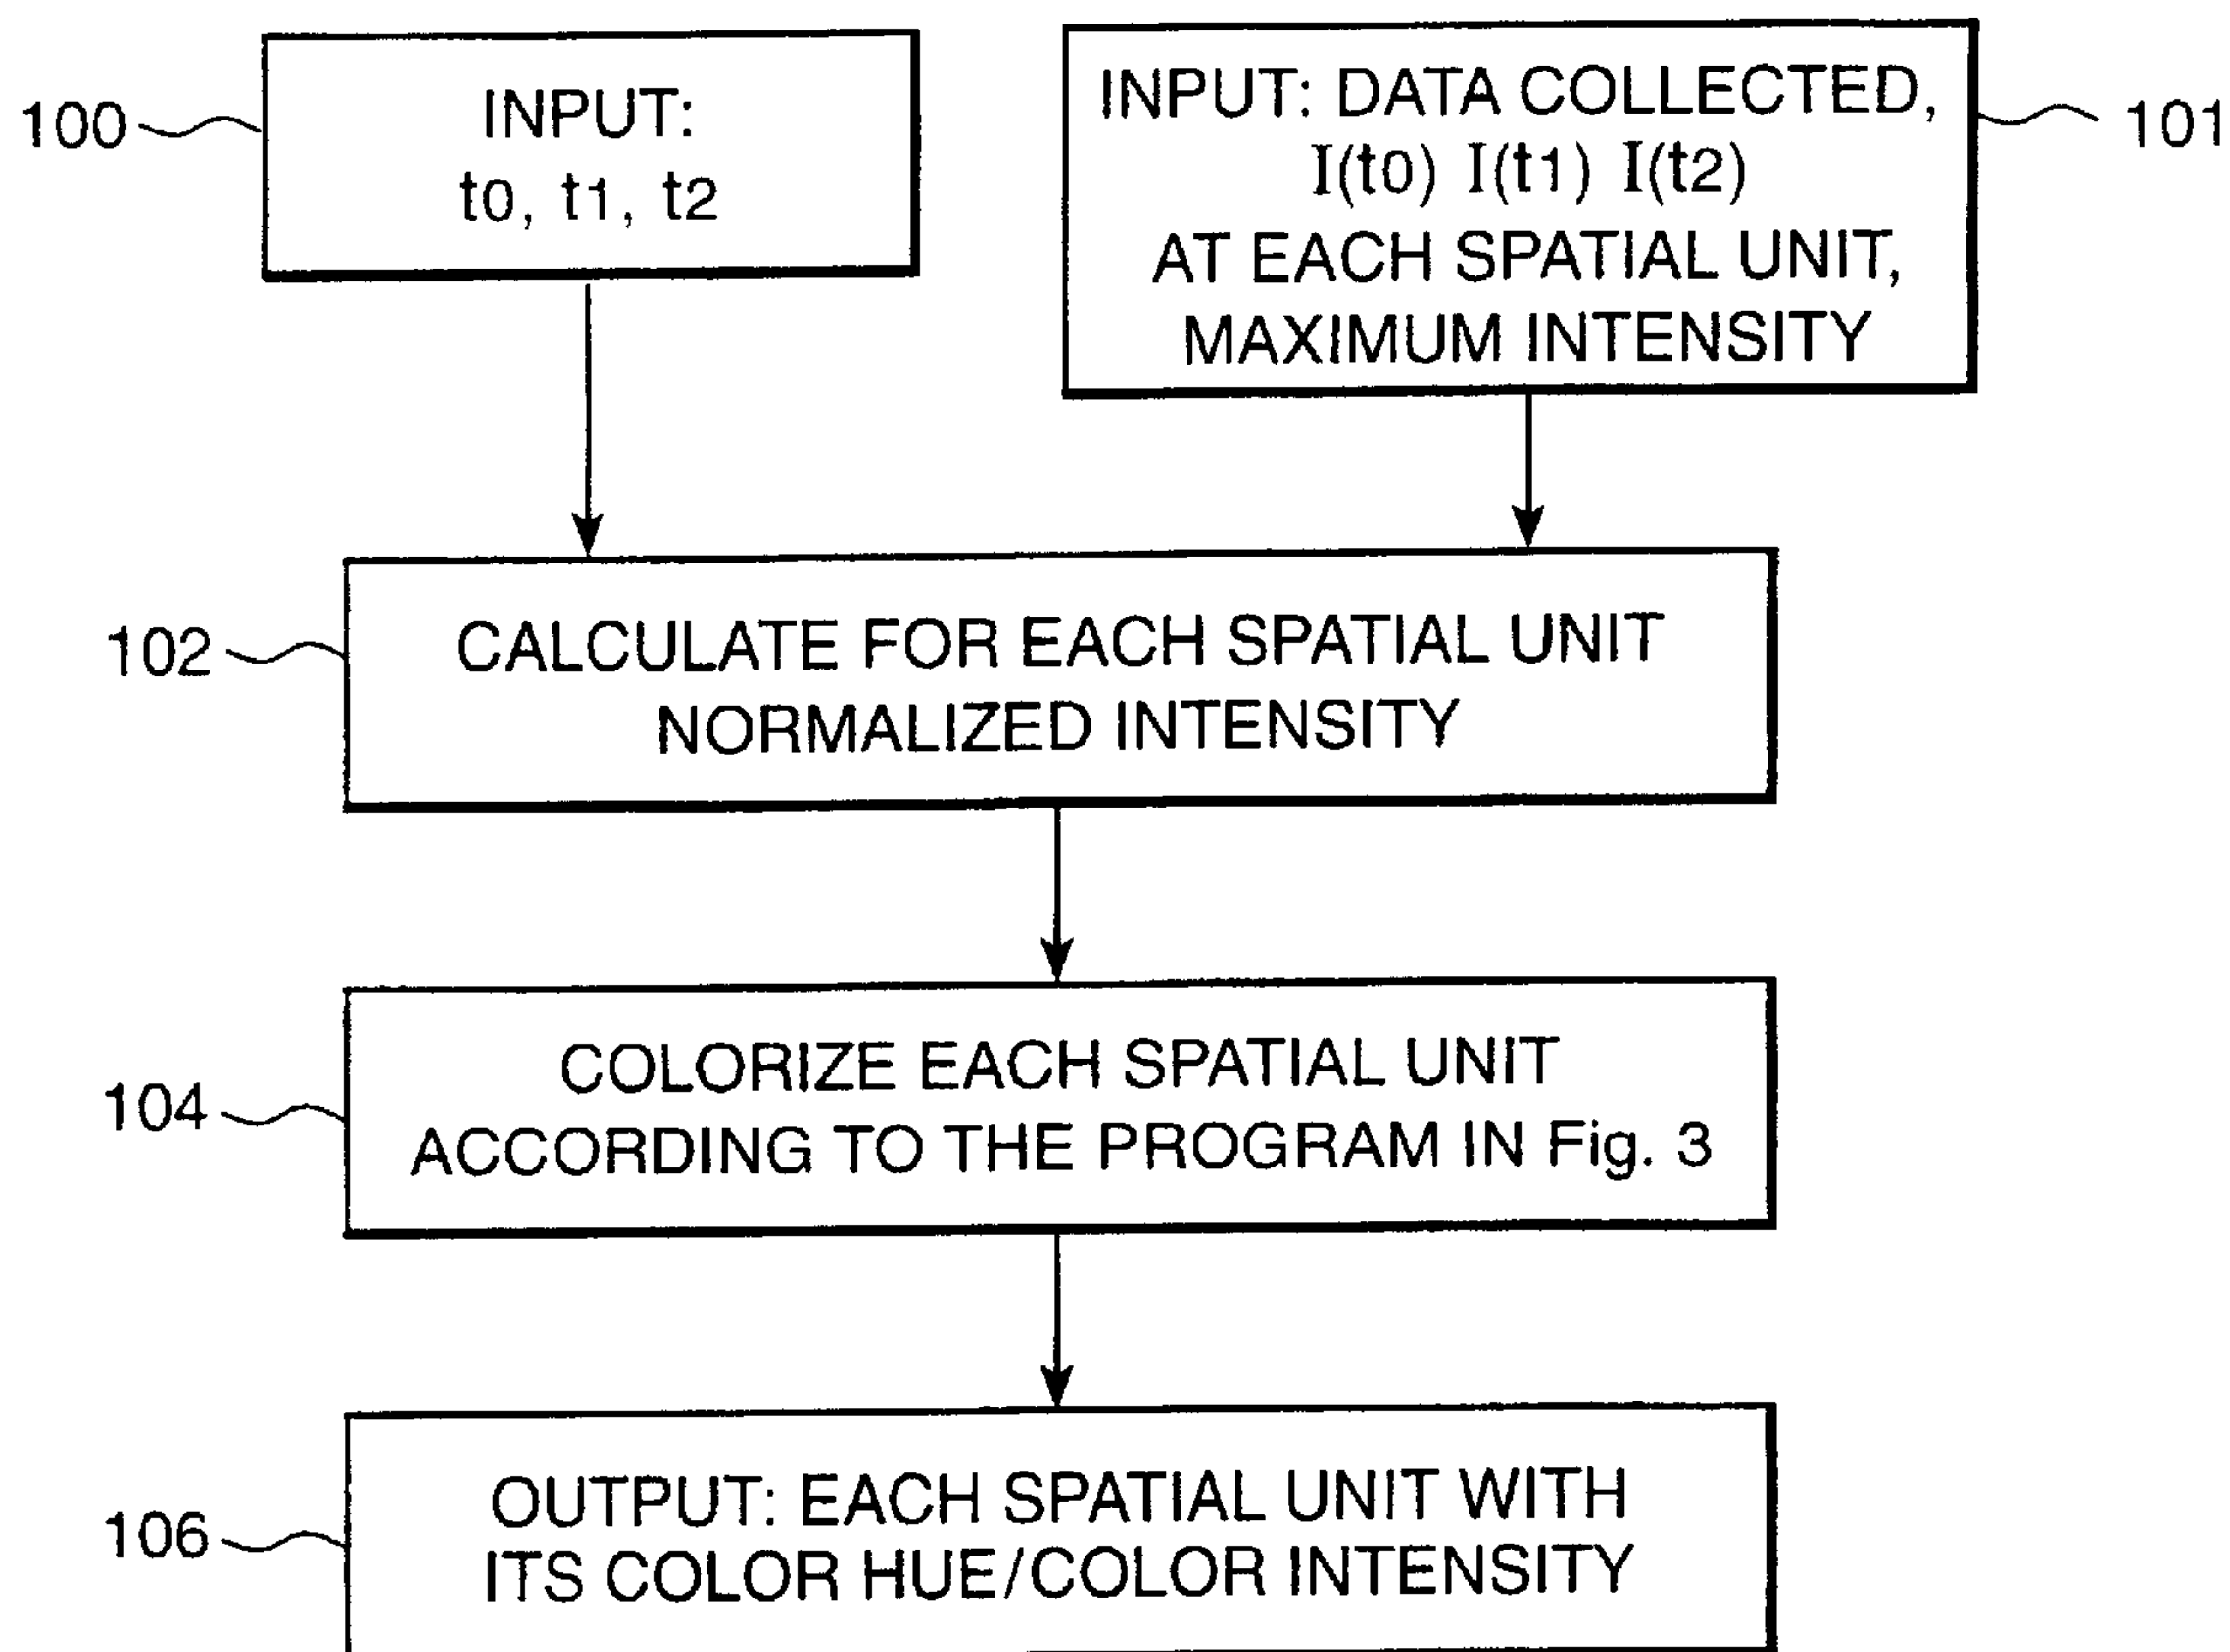 100
INPUT:
t0, t1, t2
INPUT: DATA COLLECTED,
I(t0) I(t1) I(t2)
AT EACH SPATIAL UNIT,
MAXIMUM INTENSITY
101
102
CALCULATE FOR EACH SPATIAL UNIT
NORMALIZED INTENSITY
104
COLORIZE EACH SPATIAL UNIT
ACCORDING TO THE PROGRAM IN Fig. 3
106
OUTPUT: EACH SPATIAL UNIT WITH
ITS COLOR HUE/COLOR INTENSITY